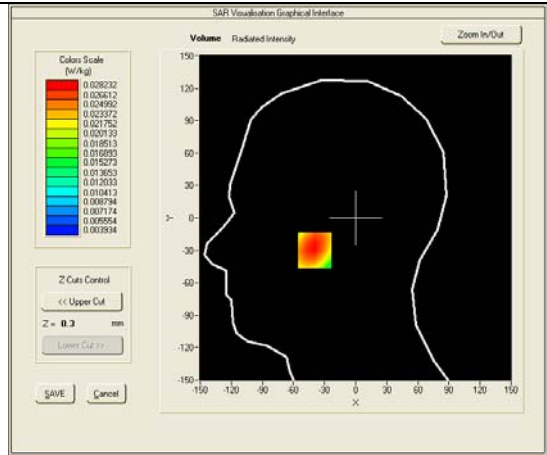 SAR Visualisation Graphical Interface
Volume Radiated Intensity
Zoom In/Out
Colors Scale
(W/kg)
0.028232
0.026612
0.024992
0.023372
0.021752
0.020133
0.018513
0.016893
0.015273
0.013653
0.012033
0.010413
0.008794
0.007174
0.005554
0.003934
Z Cuts Control
<< Upper Cut
Z = 0.3 mm
Lower Cut >>
SAVE Cancel
150-
120-
90-
60-
30-
0-
-30-
-60-
-90-
-120-
-150-
Y
-150 -120 -90 -60 -30 0 30 60 90 120 150
X